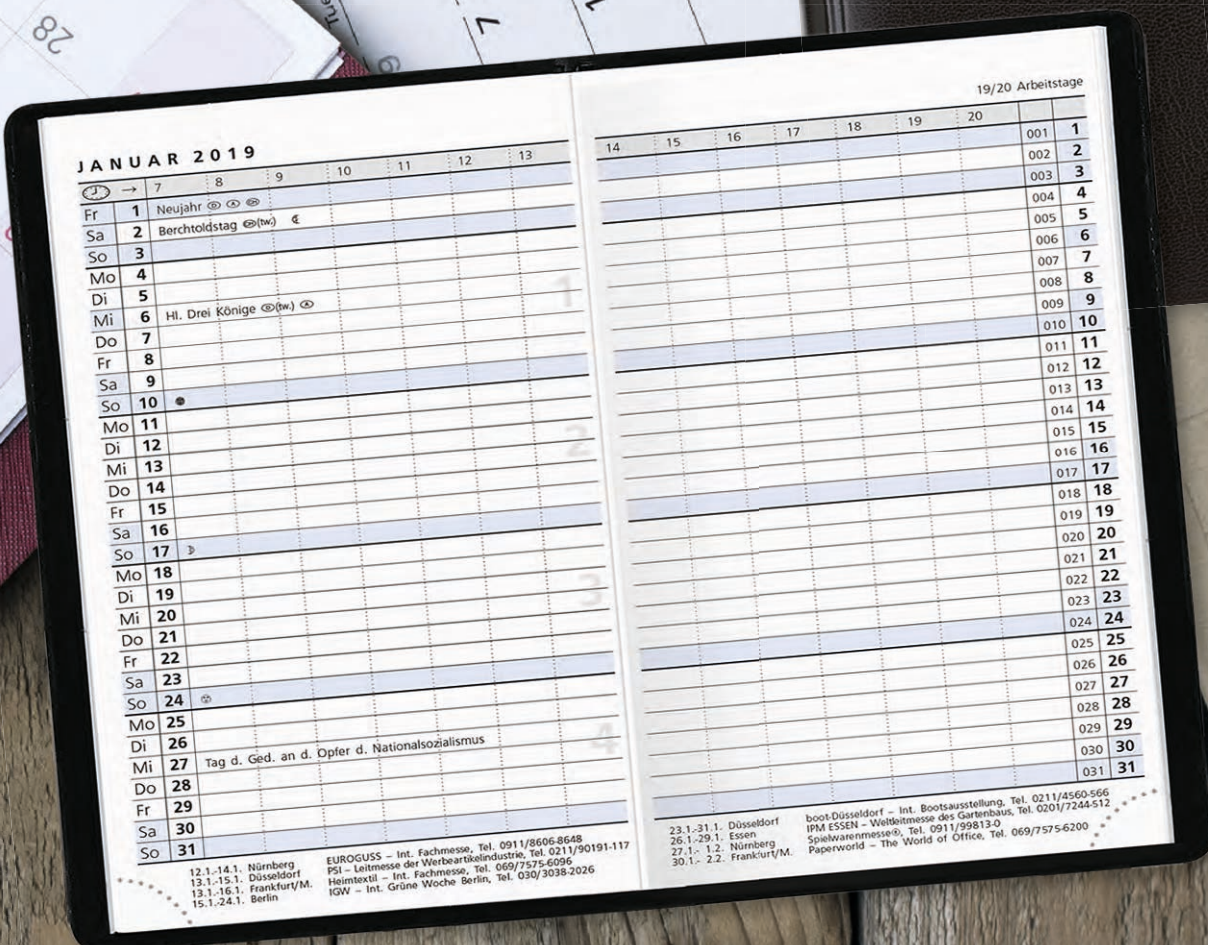 28
Tue
6
7
1
JANUAR 2019
19/20 Arbeitstage
→ 7 8 9 10 11 12 13 14 15 16 17 18 19 20
Fr 1 Neujahr Ⓓ Ⓐ ㏊ 001 1
Sa 2 Berchtoldstag (tw.) ☾ 002 2
So 3 003 3
Mo 4 004 4
Di 5 1 005 5
Mi 6 Hl. Drei Könige Ⓓ(tw.) Ⓐ 006 6
Do 7 007 7
Fr 8 008 8
Sa 9 009 9
So 10 010 10
Mo 11 011 11
Di 12 2 012 12
Mi 13 013 13
Do 14 014 14
Fr 15 015 15
Sa 16 016 16
So 17 017 17
Mo 18 018 18
Di 19 3 019 19
Mi 20 020 20
Do 21 021 21
Fr 22 022 22
Sa 23 023 23
So 24 024 24
Mo 25 025 25
Di 26 4 026 26
Mi 27 Tag d. Ged. an d. Opfer d. Nationalsozialismus 027 27
Do 28 028 28
Fr 29 029 29
Sa 30 030 30
So 31 031 31
12.1.-14.1. Nürnberg EUROGUSS – Int. Fachmesse, Tel. 0911/8606-8648
13.1.-15.1. Düsseldorf PSI – Leitmesse der Werbeartikelindustrie, Tel. 0211/90191-117
13.1.-16.1. Frankfurt/M. Heimtextil – Int. Fachmesse, Tel. 069/7575-6096
15.1.-24.1. Berlin IGW – Int. Grüne Woche Berlin, Tel. 030/3038-2026
23.1.-31.1. Düsseldorf boot-Düsseldorf – Int. Bootsausstellung, Tel. 0211/4560-566
26.1.-29.1. Essen IPM ESSEN – Weltleitmesse des Gartenbaus, Tel. 0201/7244-512
27.1.- 1.2. Nürnberg Spielwarenmesse®, Tel. 0911/99813-0
30.1.- 2.2. Frankfurt/M. Paperworld – The World of Office, Tel. 069/7575-6200